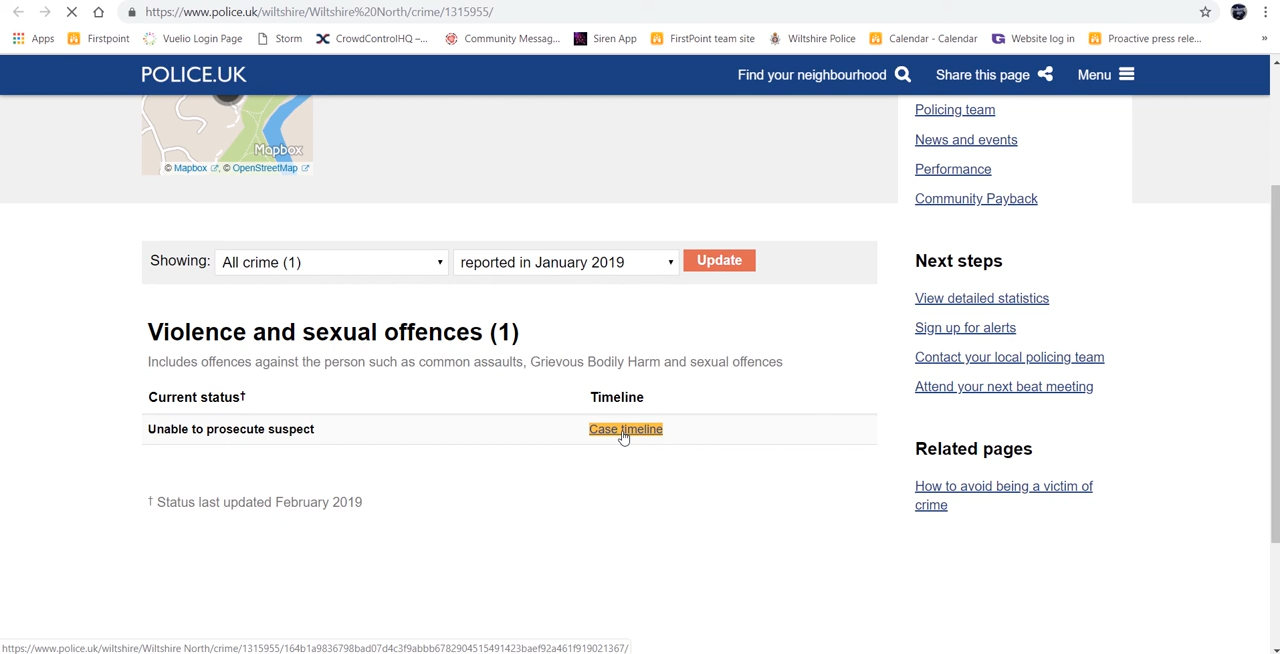 https://www.police.uk/wiltshire/Wiltshire%20North/crime/1315955/
Apps Firstpoint Vuelio Login Page Storm CrowdControlHQ –... Community Messag... Siren App FirstPoint team site Wiltshire Police Calendar - Calendar Website log in Proactive press rele... »
POLICE.UK Find your neighbourhood Share this page Menu
Mapbox
© Mapbox , © OpenStreetMap
Policing team
News and events
Performance
Community Payback
Showing: All crime (1) reported in January 2019 Update
Violence and sexual offences (1)
Includes offences against the person such as common assaults, Grievous Bodily Harm and sexual offences
Current status† Timeline
Unable to prosecute suspect Case timeline
† Status last updated February 2019
Next steps
View detailed statistics
Sign up for alerts
Contact your local policing team
Attend your next beat meeting
Related pages
How to avoid being a victim of
crime
https://www.police.uk/wiltshire/Wiltshire North/crime/1315955/164b1a9836798bad07d4c3f9abbb6782904515491423baef92a461f919021367/